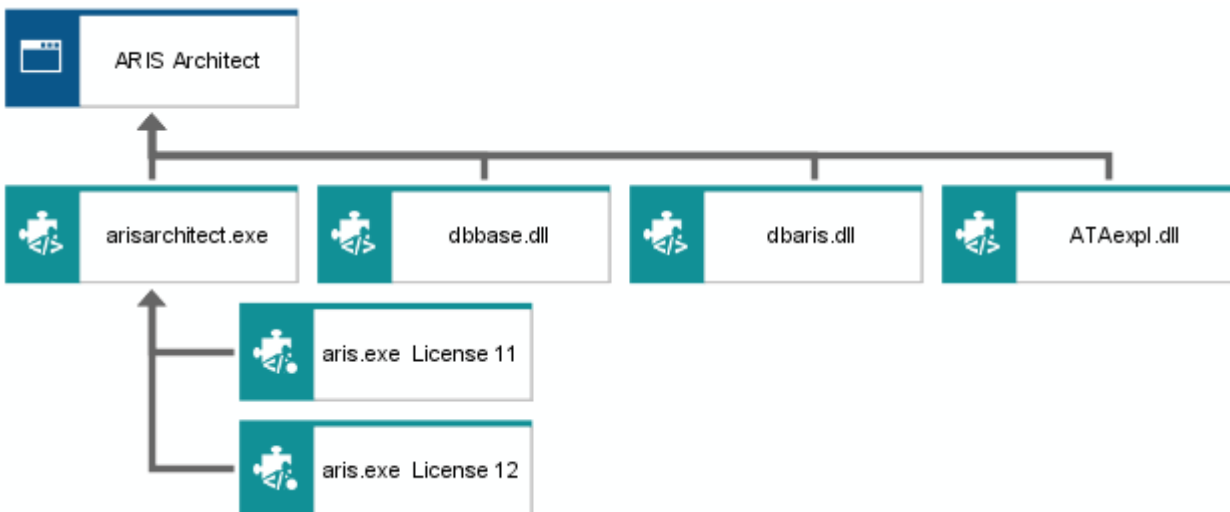 ARIS Architect
arisarchitect.exe
dbbase.dll
dbaris.dll
ATAexpl.dll
aris.exe License 11
aris.exe License 12